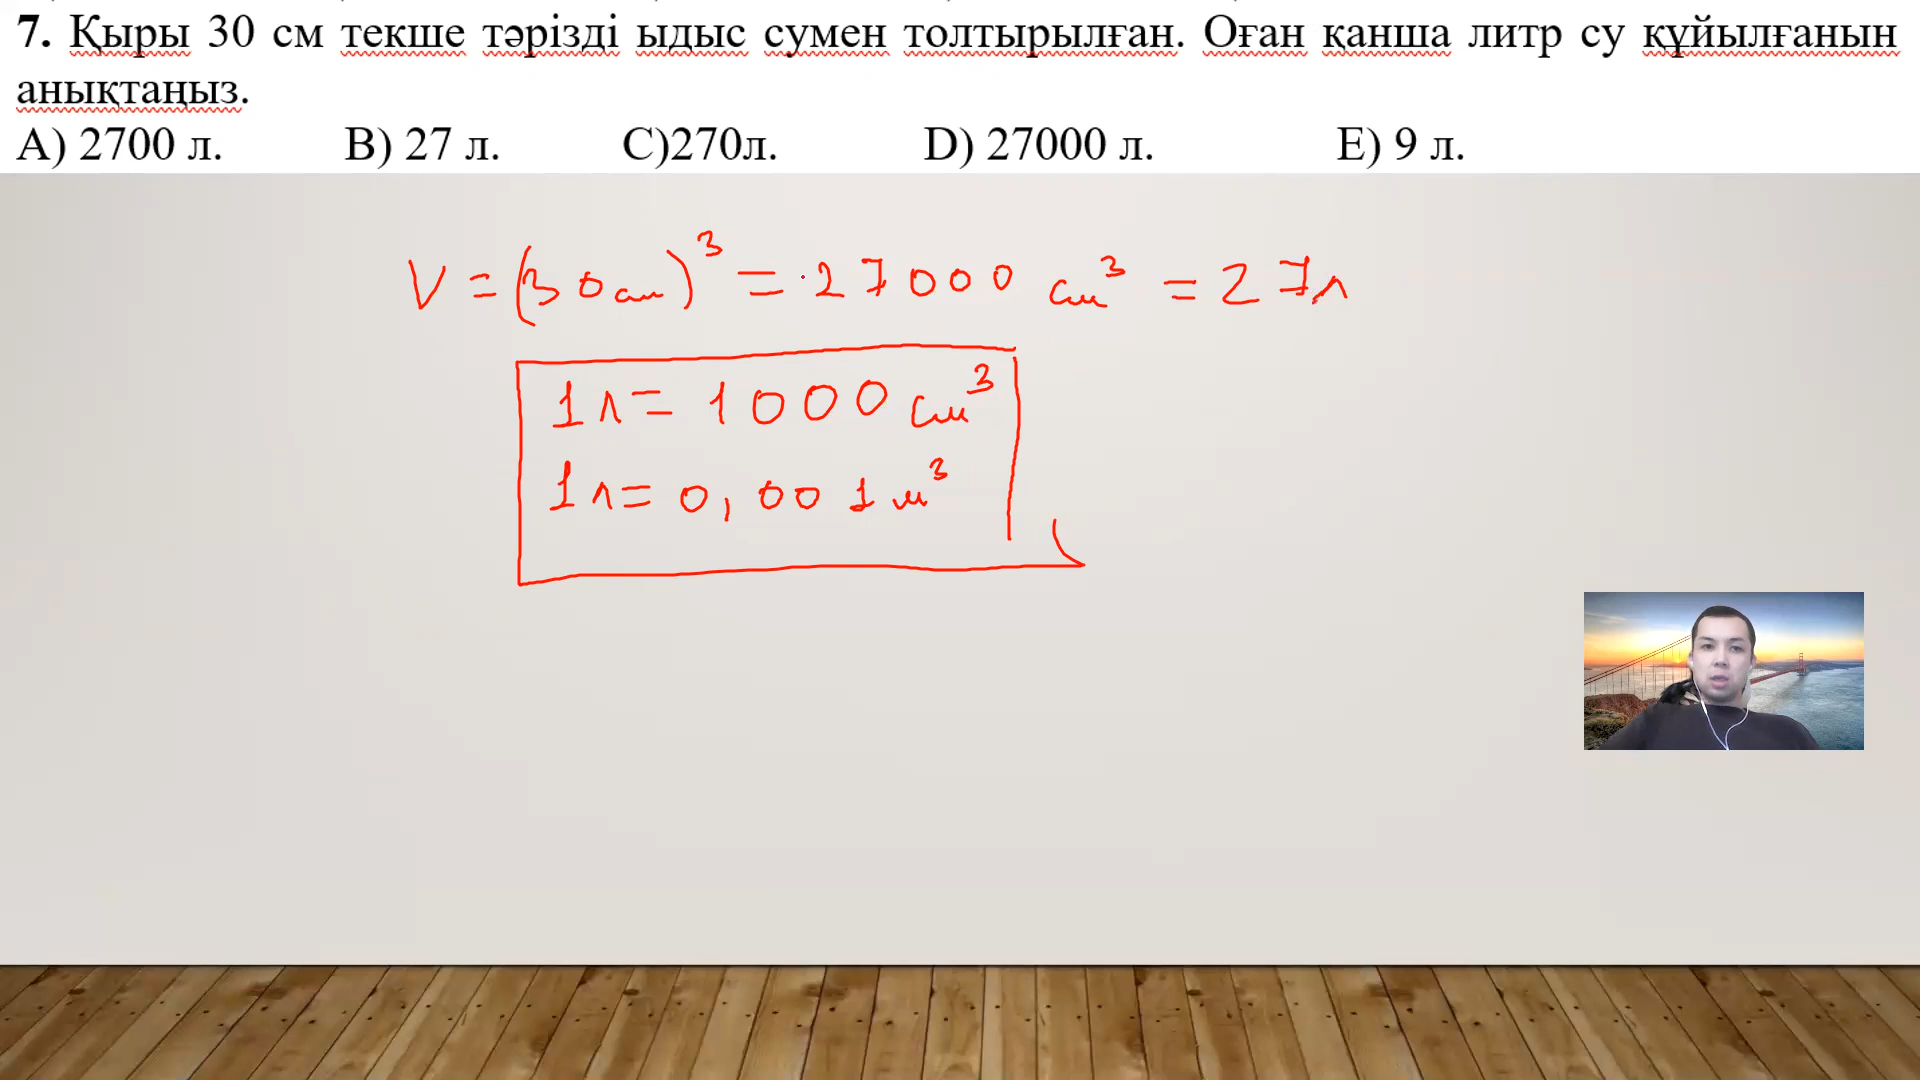 7. Қыры 30 см текше тәрізді ыдыс сумен толтырылған. Оған қанша литр су құйылғанын
анықтаңыз.
A) 2700 л. B) 27 л. C)270л. D) 27000 л. E) 9 л.
V = (30см)³ = 27000 см³ = 27л
1л = 1000 см³
1л = 0,001 м³